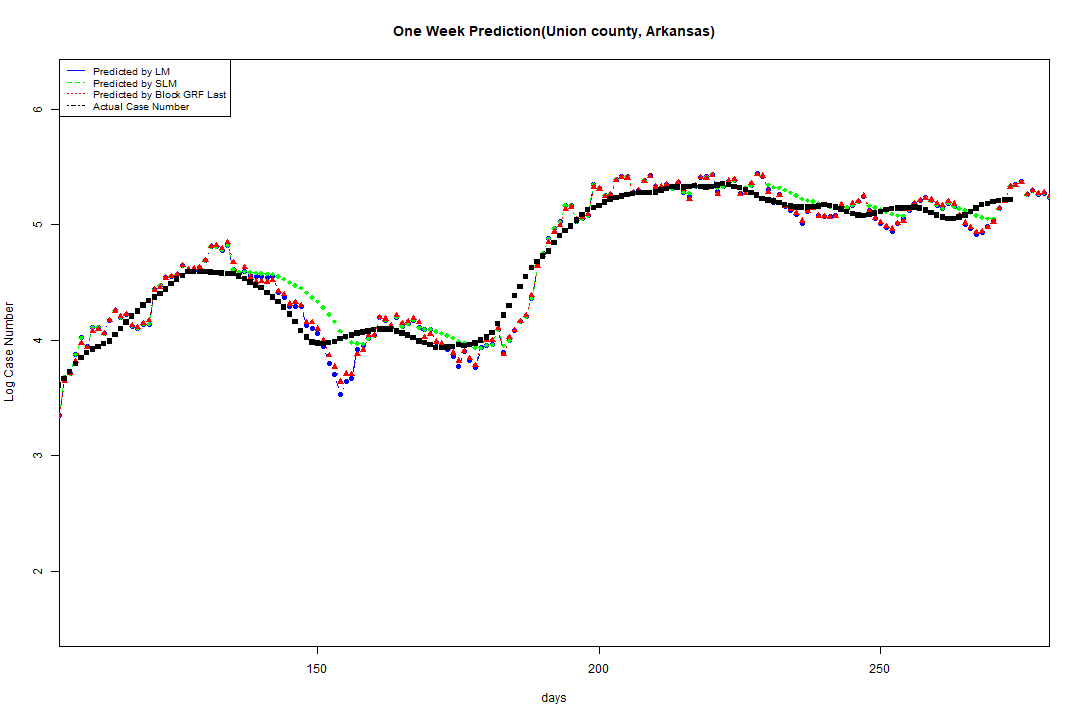 One Week Prediction(Union county, Arkansas)
Predicted by LM
Predicted by SLM
Predicted by Block GRF Last
Actual Case Number
6
5
4
3
2
Log Case Number
150
200
250
days